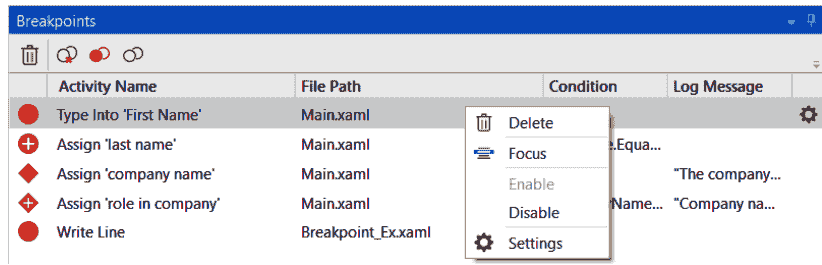 Breakpoints
Activity Name File Path Condition Log Message
Type Into 'First Name' Main.xaml
Assign 'last name' Main.xaml e.Equa...
Assign 'company name' Main.xaml "The company...
Assign 'role in company' Main.xaml Name... "Company na...
Write Line Breakpoint_Ex.xaml
Delete
Focus
Enable
Disable
Settings